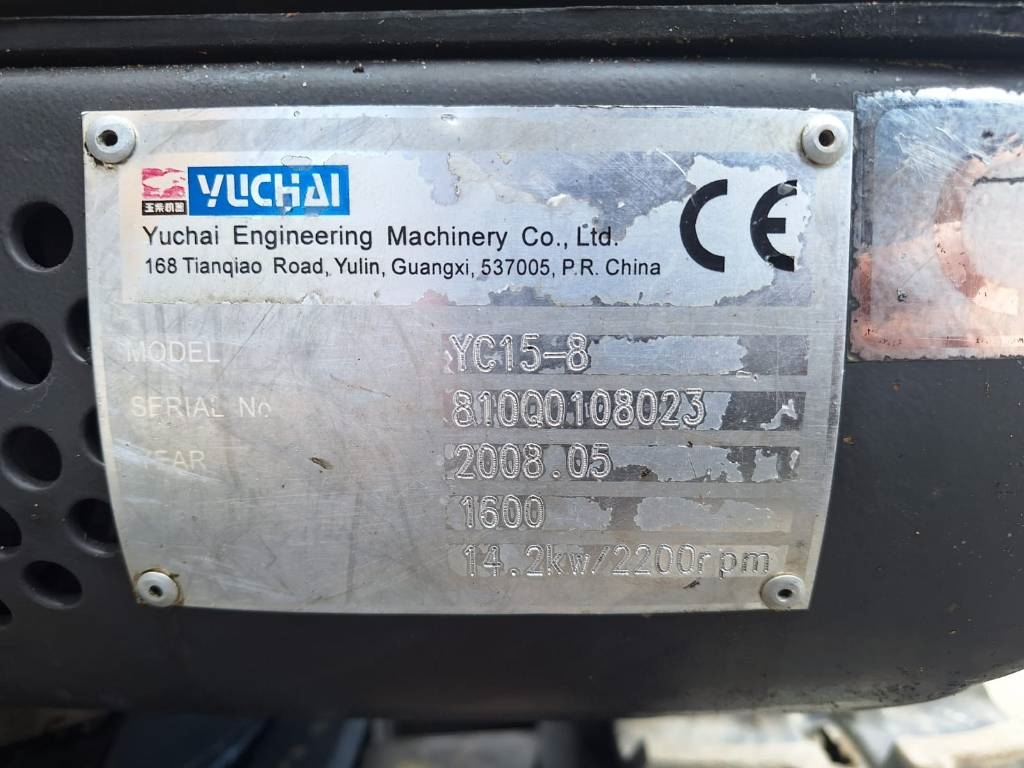 YUCHAI
玉柴机器
Yuchai Engineering Machinery Co., Ltd.
168 Tianqiao Road, Yulin, Guangxi, 537005, P.R. China
CE
MODEL YC15-8
SERIAL No 810Q0108023
YEAR 2008.05
1600
14.2kw/2200rpm